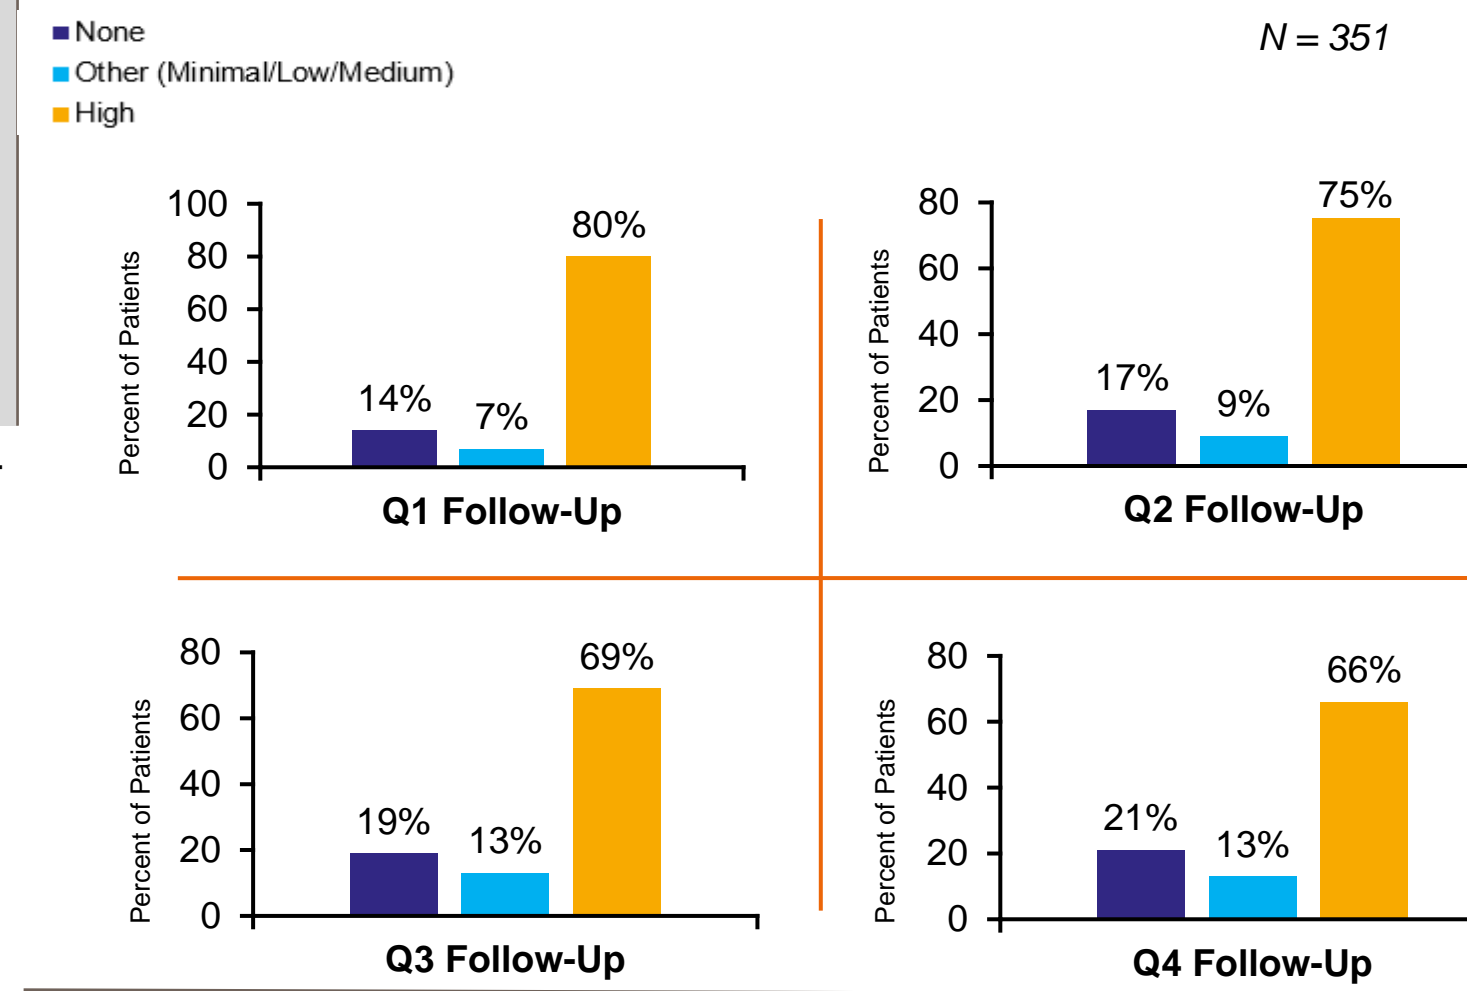 None
Other (Minimal/Low/Medium)
High
N = 351
Percent of Patients
100
80
60
40
20
0
14%
7%
80%
Q1 Follow-Up
Percent of Patients
80
60
40
20
0
17%
9%
75%
Q2 Follow-Up
Percent of Patients
80
60
40
20
0
19%
13%
69%
Q3 Follow-Up
Percent of Patients
80
60
40
20
0
21%
13%
66%
Q4 Follow-Up